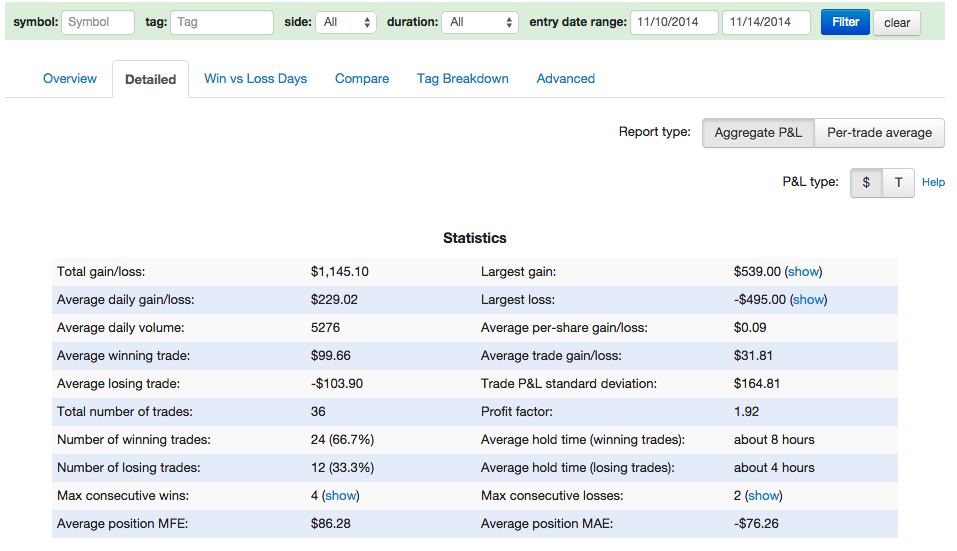 symbol: Symbol tag: Tag side: All duration: All entry date range: 11/10/2014 11/14/2014 Filter clear
Overview Detailed Win vs Loss Days Compare Tag Breakdown Advanced
Report type: Aggregate P&L Per-trade average
P&L type: $ T Help
Statistics
Total gain/loss: $1,145.10 Largest gain: $539.00 (show)
Average daily gain/loss: $229.02 Largest loss: -$495.00 (show)
Average daily volume: 5276 Average per-share gain/loss: $0.09
Average winning trade: $99.66 Average trade gain/loss: $31.81
Average losing trade: -$103.90 Trade P&L standard deviation: $164.81
Total number of trades: 36 Profit factor: 1.92
Number of winning trades: 24 (66.7%) Average hold time (winning trades): about 8 hours
Number of losing trades: 12 (33.3%) Average hold time (losing trades): about 4 hours
Max consecutive wins: 4 (show) Max consecutive losses: 2 (show)
Average position MFE: $86.28 Average position MAE: -$76.26